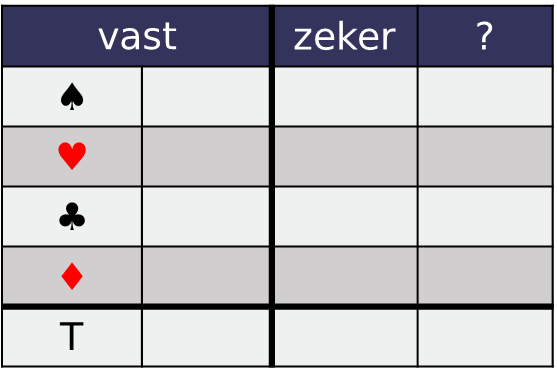 vast zeker ?
♠
♥
♣
♦
T